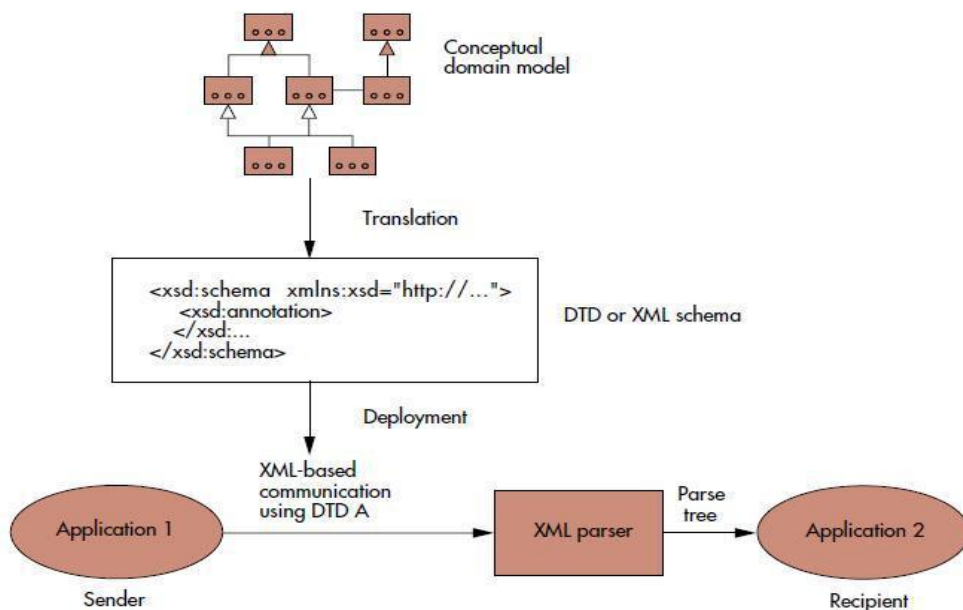 Conceptual
domain model
Translation
<xsd:schema xmlns:xsd="http://...">
<xsd:annotation>
</xsd:...
</xsd:schema>
DTD or XML schema
Deployment
XML-based
communication
using DTD A
Application 1
XML parser
Parse
tree
Application 2
Sender
Recipient